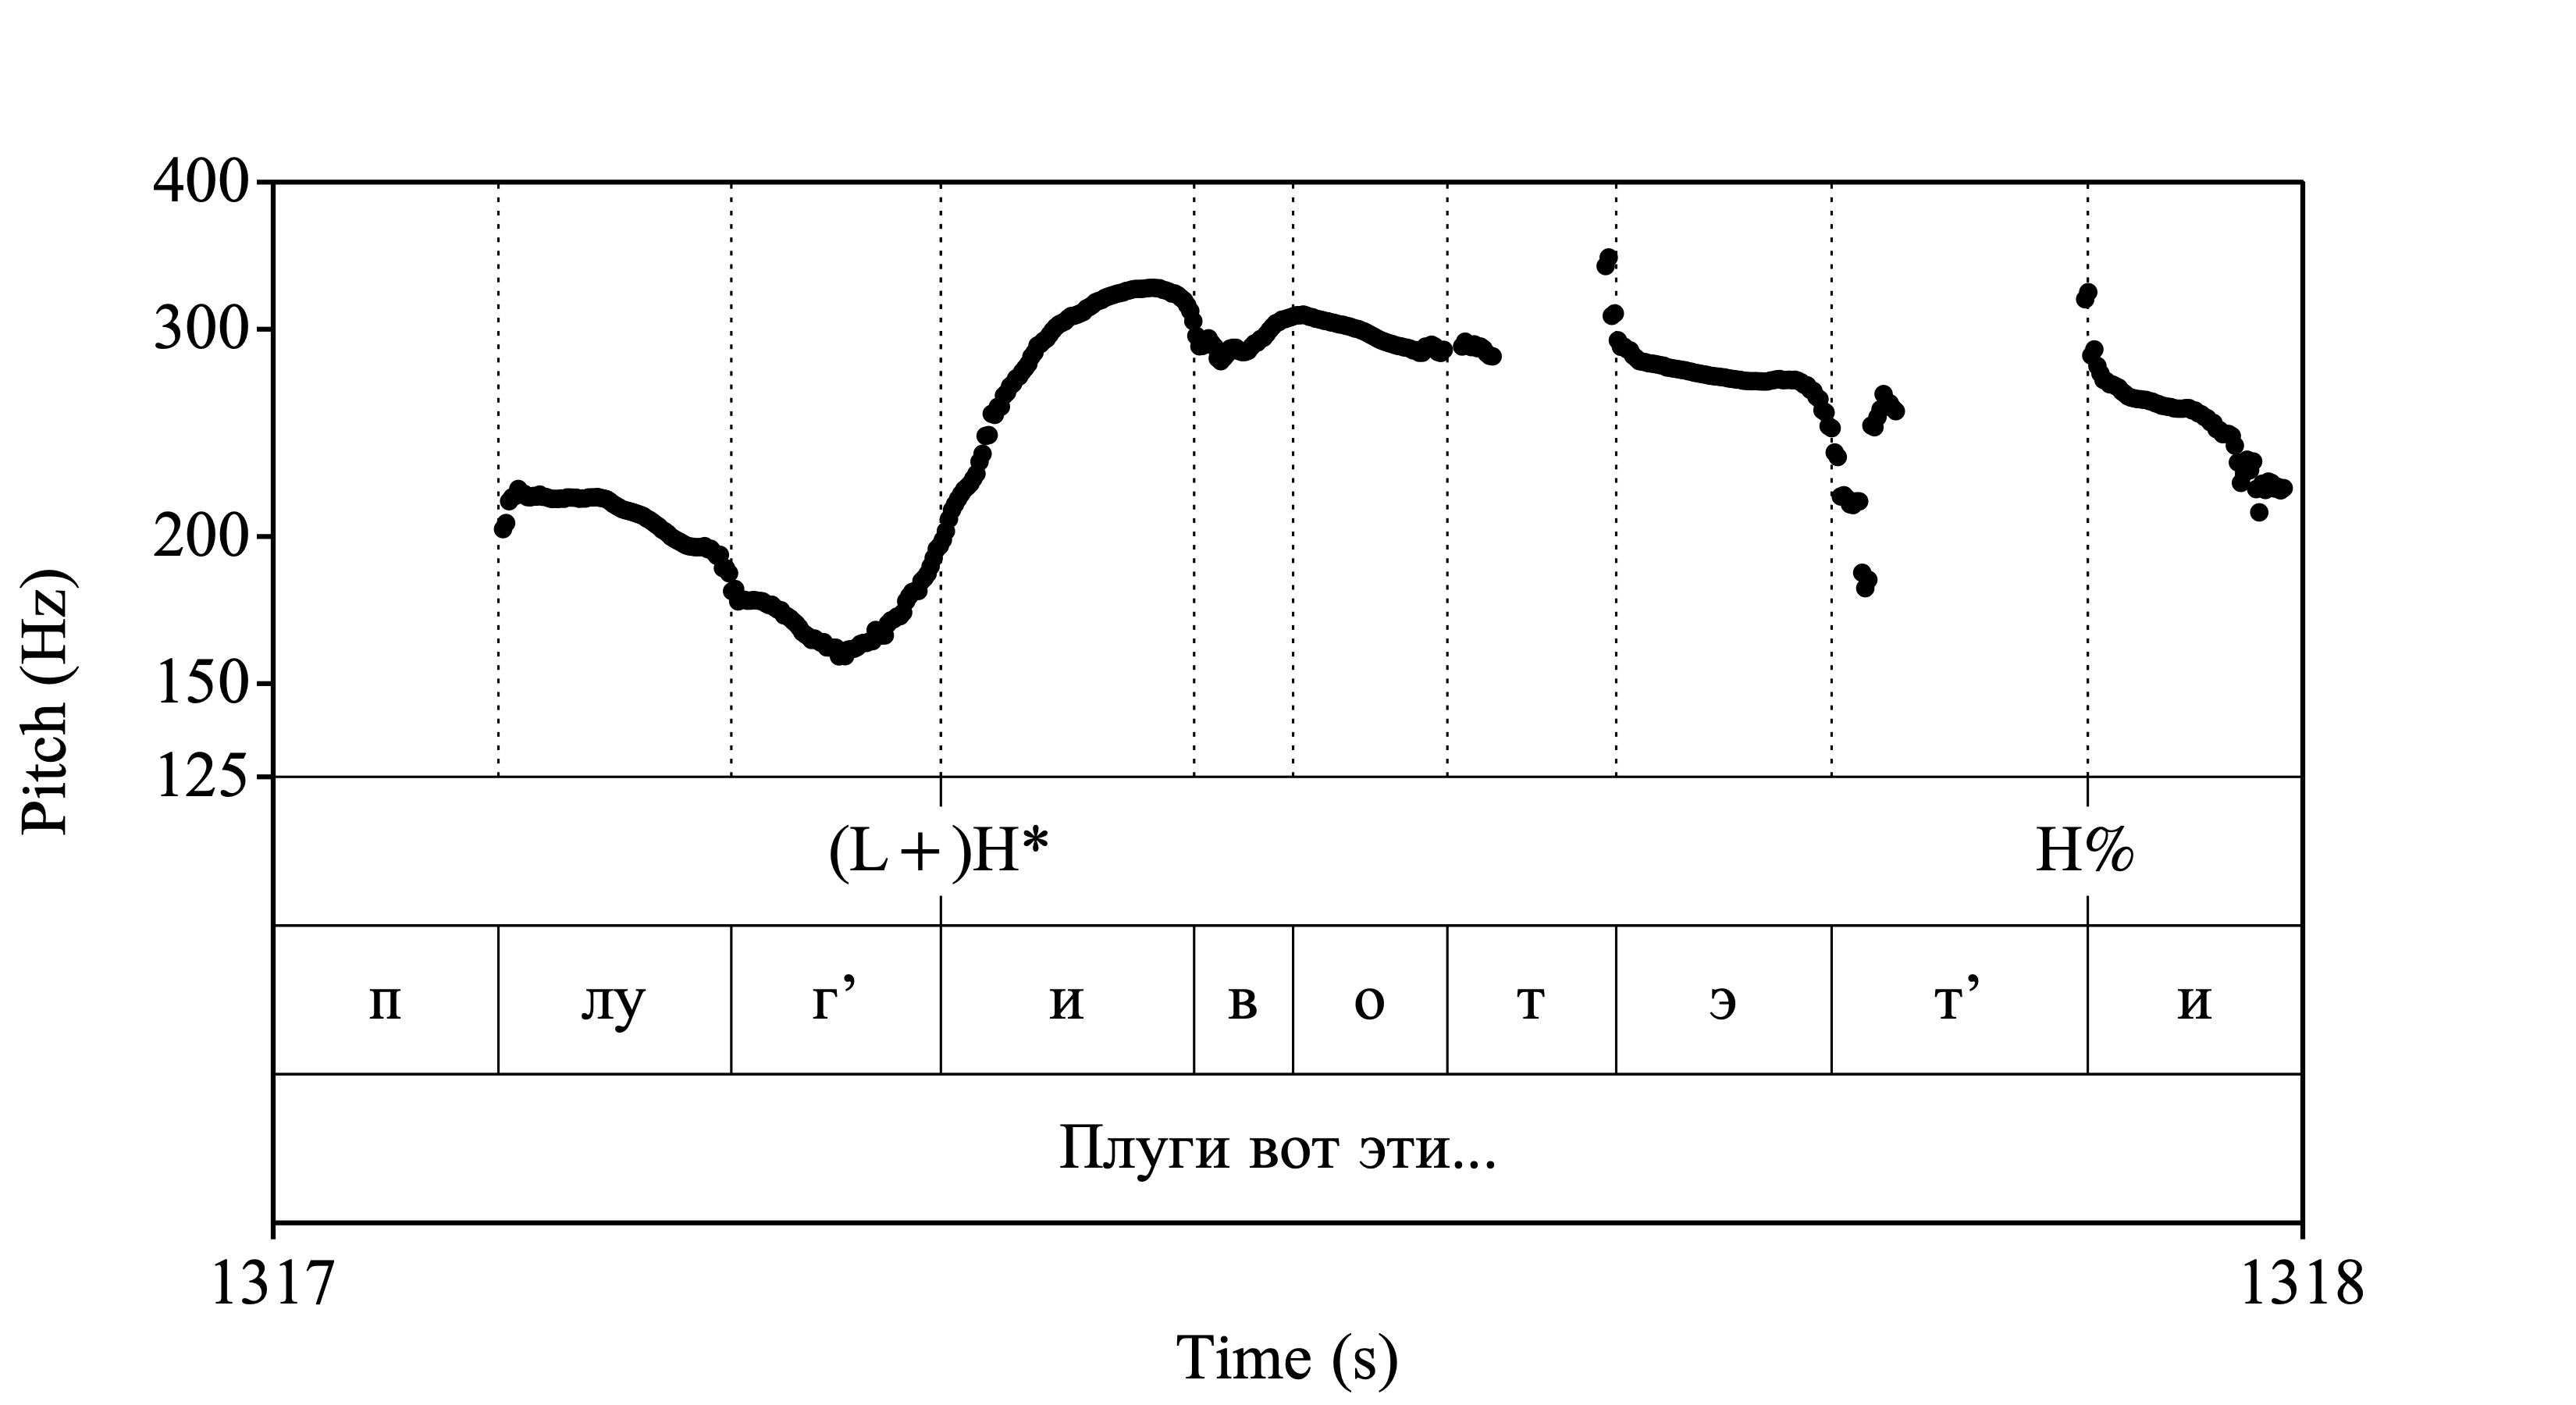 400
300
200
150
125
Pitch (Hz)
(L+)H* H%
п лу г’ и в о т э т’ и
Плуги вот эти...
1317 1318
Time (s)